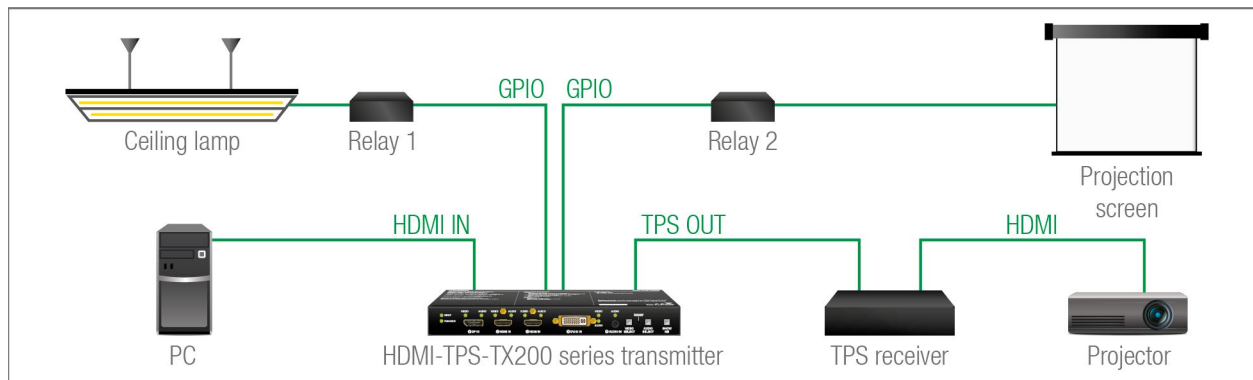 GPIO GPIO
Ceiling lamp
Relay 1
Relay 2
Projection
screen
HDMI IN
TPS OUT
HDMI
PC
HDMI-TPS-TX200 series transmitter
TPS receiver
Projector